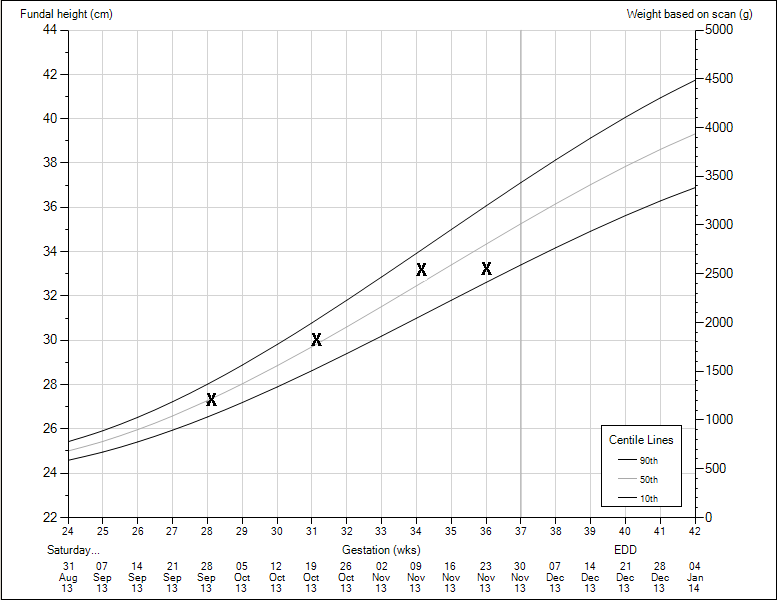 Fundal height (cm) Weight based on scan (g)
44 5000
42 4500
40 4000
38 3500
36 3000
34 2500
32 2000
30 1500
28 1000
26 500
24 0
22
X X X X
Centile Lines
90th
50th
10th
24 25 26 27 28 29 30 31 32 33 34 35 36 37 38 39 40 41 42
Saturday... Gestation (wks) EDD
31 07 14 21 28 05 12 19 26 02 09 16 23 30 07 14 21 28 04
Aug Sep Sep Sep Sep Oct Oct Oct Oct Nov Nov Nov Nov Nov Dec Dec Dec Dec Jan
13 13 13 13 13 13 13 13 13 13 13 13 13 13 13 13 13 13 14